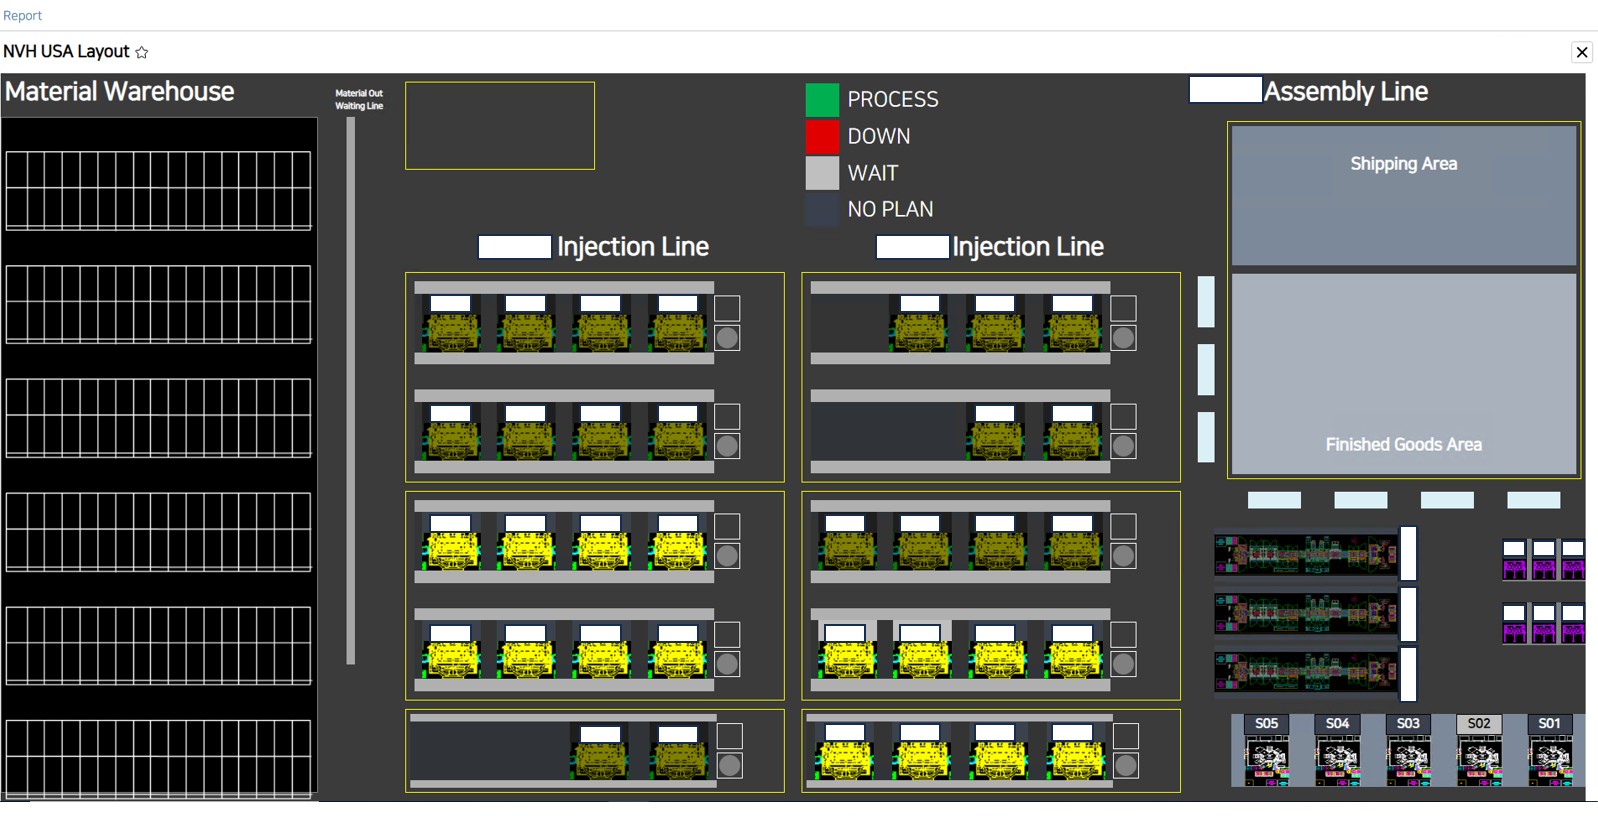 Report
NVH USA Layout
Material Warehouse
Material Out
Waiting Line
PROCESS
DOWN
WAIT
NO PLAN
Injection Line
Injection Line
Assembly Line
Shipping Area
Finished Goods Area
S05
S04
S03
S02
S01